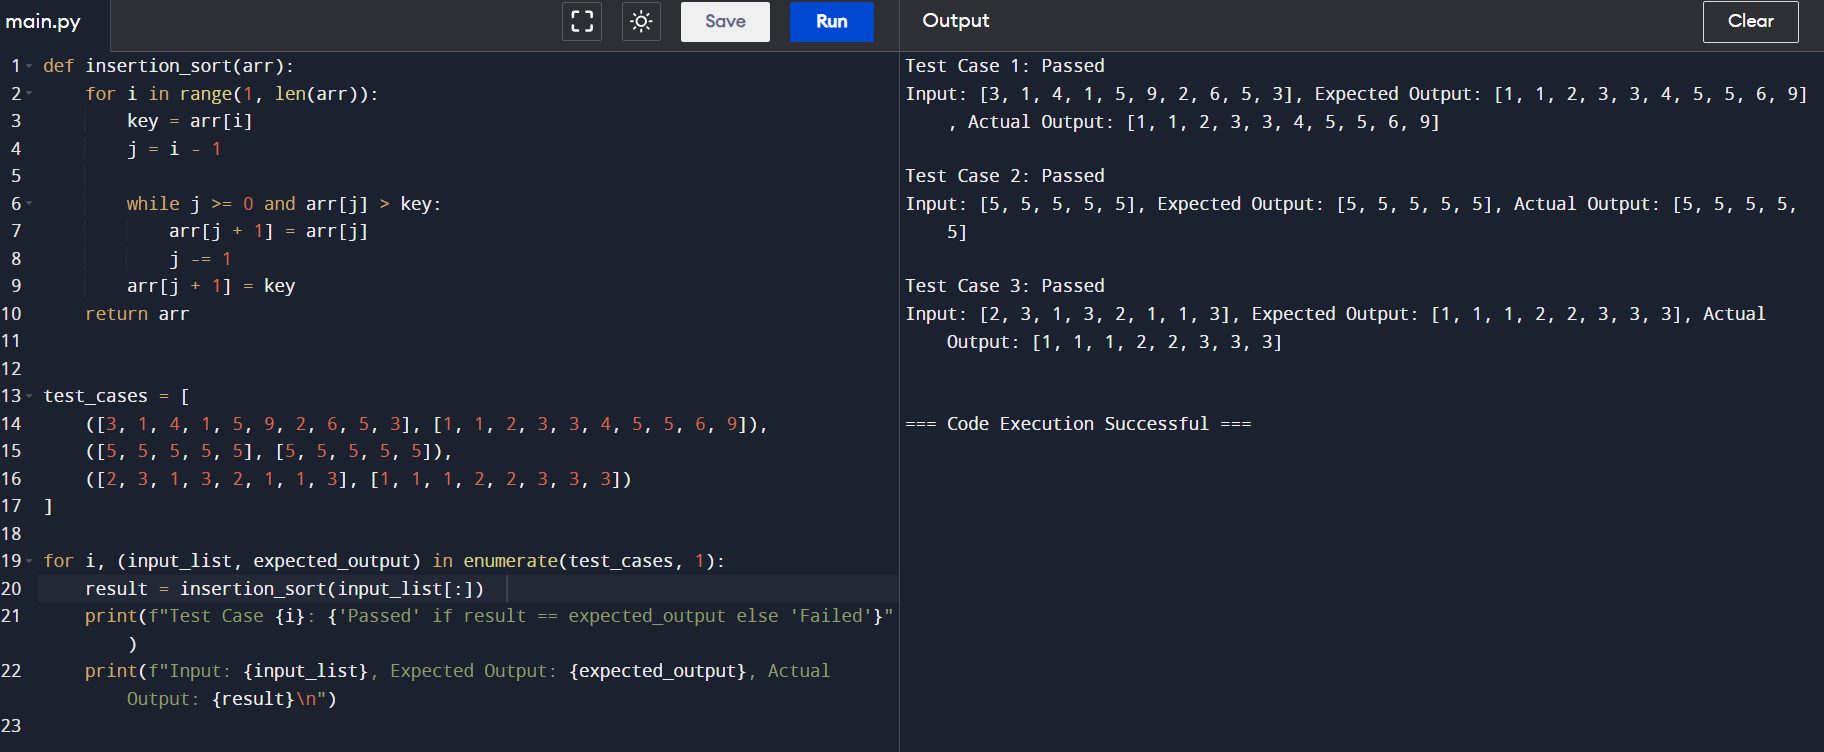 main.py
Save
Run
Output
Clear
1 def insertion_sort(arr):
2     for i in range(1, len(arr)):
3         key = arr[i]
4         j = i - 1
5
6         while j >= 0 and arr[j] > key:
7             arr[j + 1] = arr[j]
8             j -= 1
9         arr[j + 1] = key
10     return arr
11
12
13 test_cases = [
14     ([3, 1, 4, 1, 5, 9, 2, 6, 5, 3], [1, 1, 2, 3, 3, 4, 5, 5, 6, 9]),
15     ([5, 5, 5, 5, 5], [5, 5, 5, 5, 5]),
16     ([2, 3, 1, 3, 2, 1, 1, 3], [1, 1, 1, 2, 2, 3, 3, 3])
17 ]
18
19 for i, (input_list, expected_output) in enumerate(test_cases, 1):
20     result = insertion_sort(input_list[:])
21     print(f"Test Case {i}: {'Passed' if result == expected_output else 'Failed'}"
)
22     print(f"Input: {input_list}, Expected Output: {expected_output}, Actual
Output: {result}\n")
23
Test Case 1: Passed
Input: [3, 1, 4, 1, 5, 9, 2, 6, 5, 3], Expected Output: [1, 1, 2, 3, 3, 4, 5, 5, 6, 9]
, Actual Output: [1, 1, 2, 3, 3, 4, 5, 5, 6, 9]
Test Case 2: Passed
Input: [5, 5, 5, 5, 5], Expected Output: [5, 5, 5, 5, 5], Actual Output: [5, 5, 5, 5,
5]
Test Case 3: Passed
Input: [2, 3, 1, 3, 2, 1, 1, 3], Expected Output: [1, 1, 1, 2, 2, 3, 3, 3], Actual
Output: [1, 1, 1, 2, 2, 3, 3, 3]
=== Code Execution Successful ===